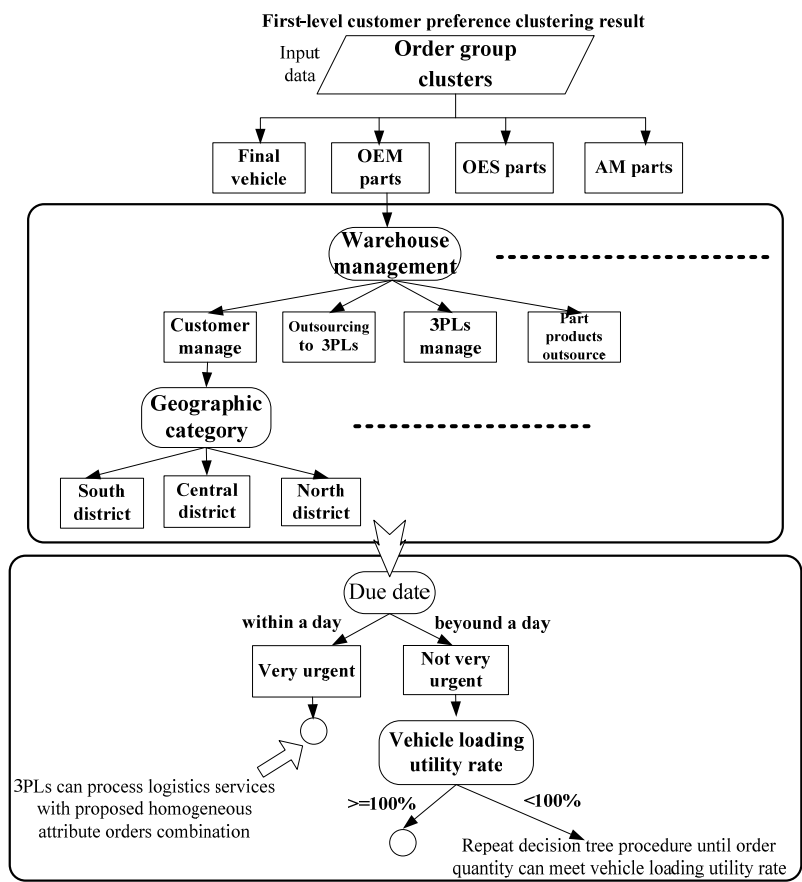 First-level customer preference clustering result
Input
data
Order group
clusters
Final
vehicle
OEM
parts
OES parts
AM parts
Warehouse
management
Customer
manage
Outsourcing
to 3PLs
3PLs
manage
Part
products
outsource
Geographic
category
South
district
Central
district
North
district
Due date
within a day
beyound a day
Very urgent
Not very
urgent
Vehicle loading
utility rate
3PLs can process logistics services
with proposed homogeneous
attribute orders combination
>=100%
<100%
Repeat decision tree procedure until order
quantity can meet vehicle loading utility rate